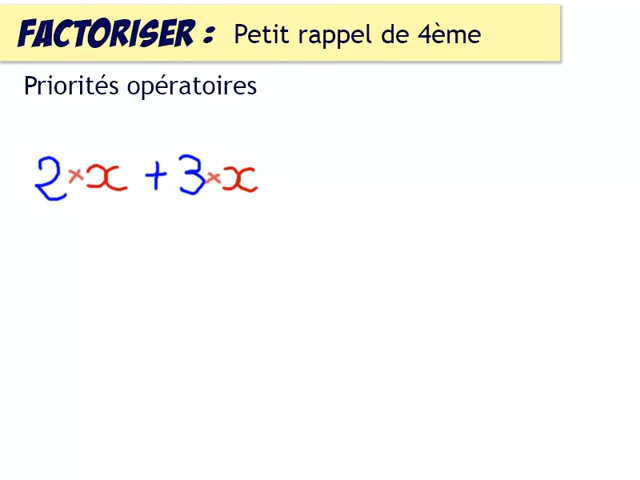 FACTORISER : Petit rappel de 4ème
Priorités opératoires
2 × x + 3 × x